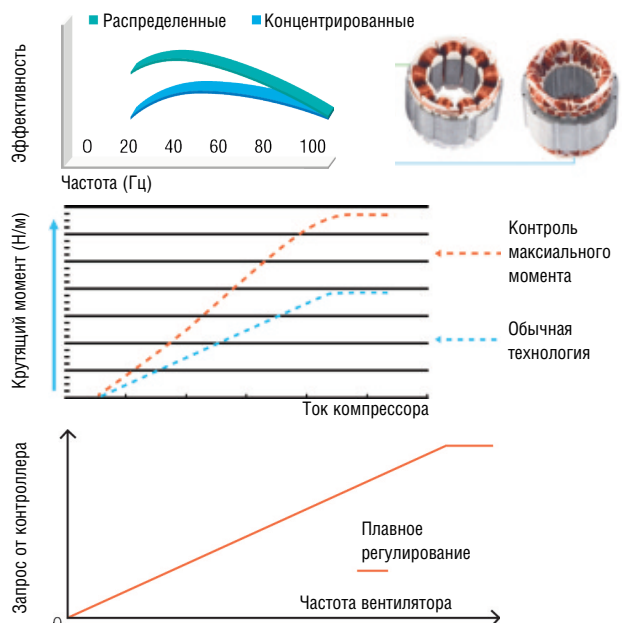 Распределенные
Концентрированные
Эффективность
0 20 40 60 80 100
Частота (Гц)
Крутящий момент (Н/м)
Контроль
максиального
момента
Обычная
технология
Ток компрессора
Запрос от контроллера
Плавное
регулирование
Частота вентилятора
0